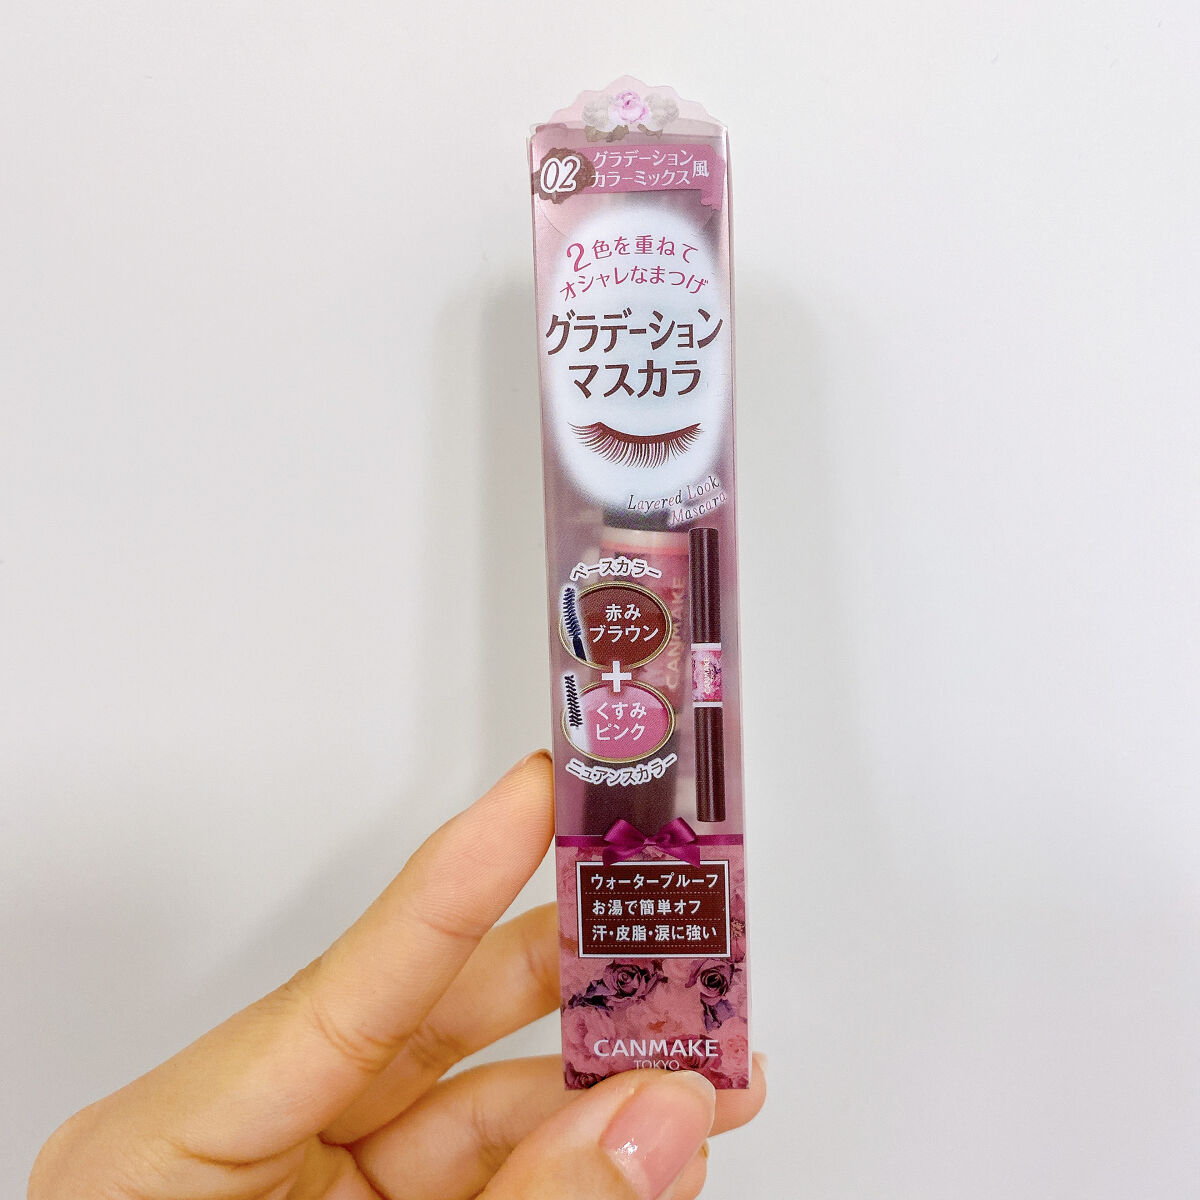 02
グラデーション
カラーミックス風
2色を重ねて
オシャレなまつげ
グラデーション
マスカラ
Layered Look
Mascara
ベースカラー
赤み
ブラウン
+
くすみ
ピンク
ニュアンスカラー
CANMAKE
ウォータープルーフ
お湯で簡単オフ
汗・皮脂・涙に強い
CANMAKE
TOKYO